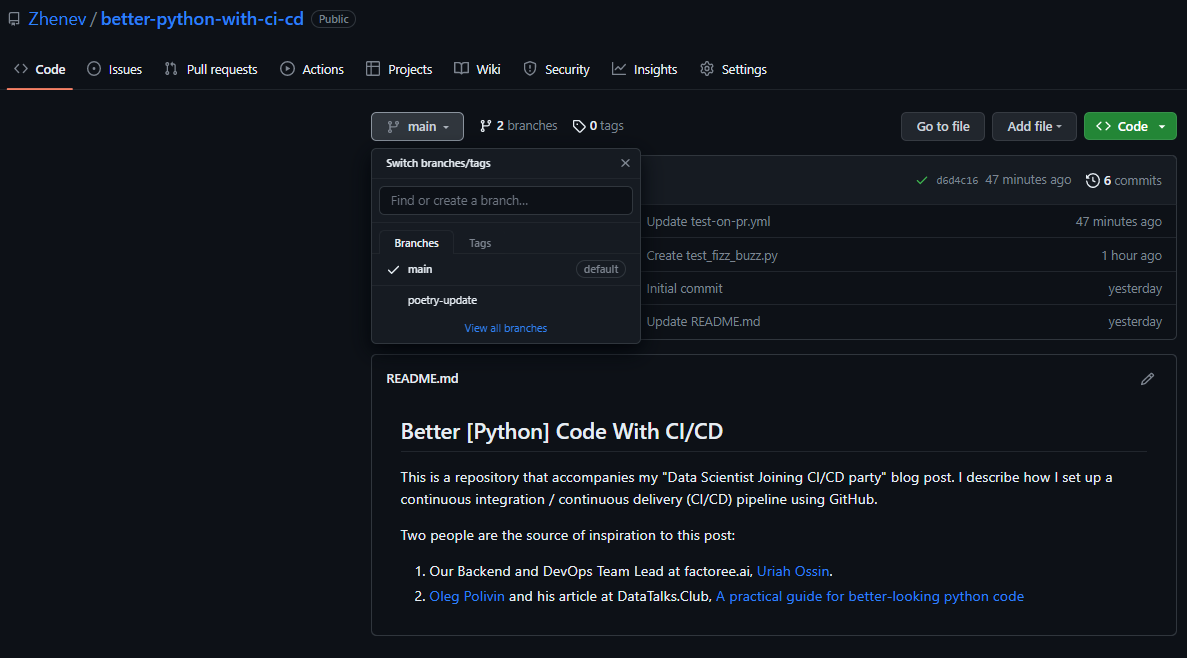 Zhenev / better-python-with-ci-cd Public
Code Issues Pull requests Actions Projects Wiki Security Insights Settings
main 2 branches 0 tags Go to file Add file Code
Switch branches/tags
d6d4c16 47 minutes ago 6 commits
Find or create a branch...
Update test-on-pr.yml 47 minutes ago
Branches Tags
Create test_fizz_buzz.py 1 hour ago
main default
Initial commit yesterday
poetry-update
Update README.md yesterday
View all branches
README.md
Better [Python] Code With CI/CD
This is a repository that accompanies my "Data Scientist Joining CI/CD party" blog post. I describe how I set up a
continuous integration / continuous delivery (CI/CD) pipeline using GitHub.
Two people are the source of inspiration to this post:
1. Our Backend and DevOps Team Lead at factoree.ai, Uriah Ossin.
2. Oleg Polivin and his article at DataTalks.Club, A practical guide for better-looking python code